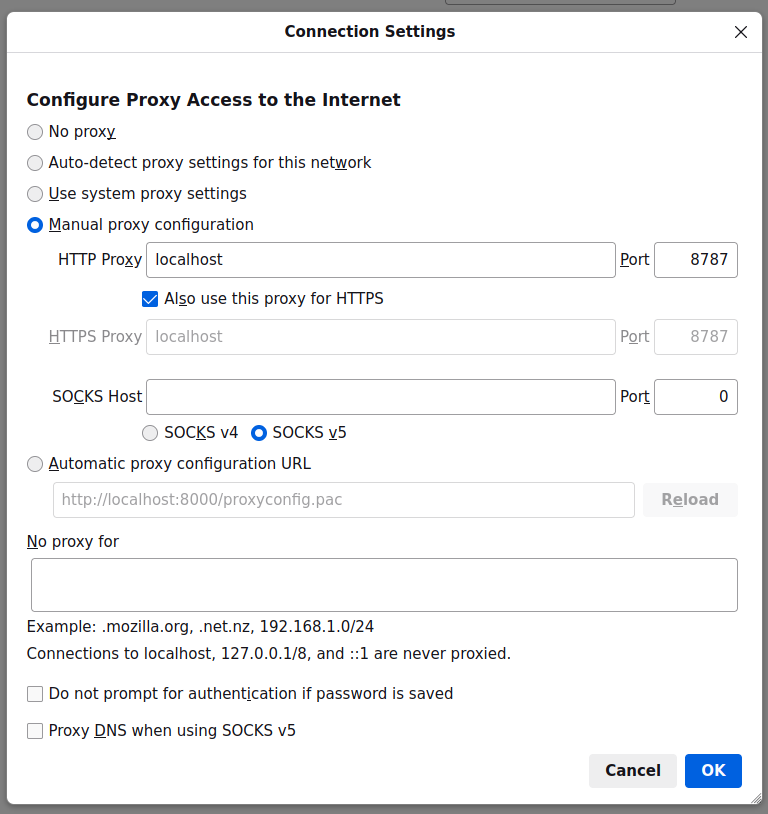 Connection Settings
Configure Proxy Access to the Internet
No proxy
Auto-detect proxy settings for this network
Use system proxy settings
Manual proxy configuration
HTTP Proxy localhost Port 8787
Also use this proxy for HTTPS
HTTPS Proxy localhost Port 8787
SOCKS Host Port 0
SOCKS v4 SOCKS v5
Automatic proxy configuration URL
http://localhost:8000/proxyconfig.pac Reload
No proxy for
Example: .mozilla.org, .net.nz, 192.168.1.0/24
Connections to localhost, 127.0.0.1/8, and ::1 are never proxied.
Do not prompt for authentication if password is saved
Proxy DNS when using SOCKS v5
Cancel OK